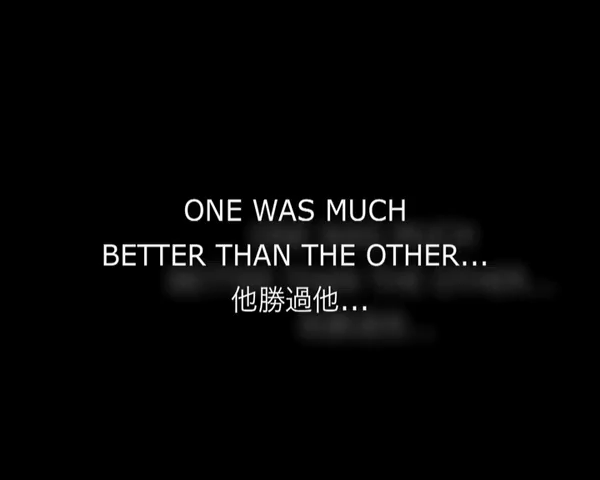 ONE WAS MUCH
BETTER THAN THE OTHER...
他勝過他...